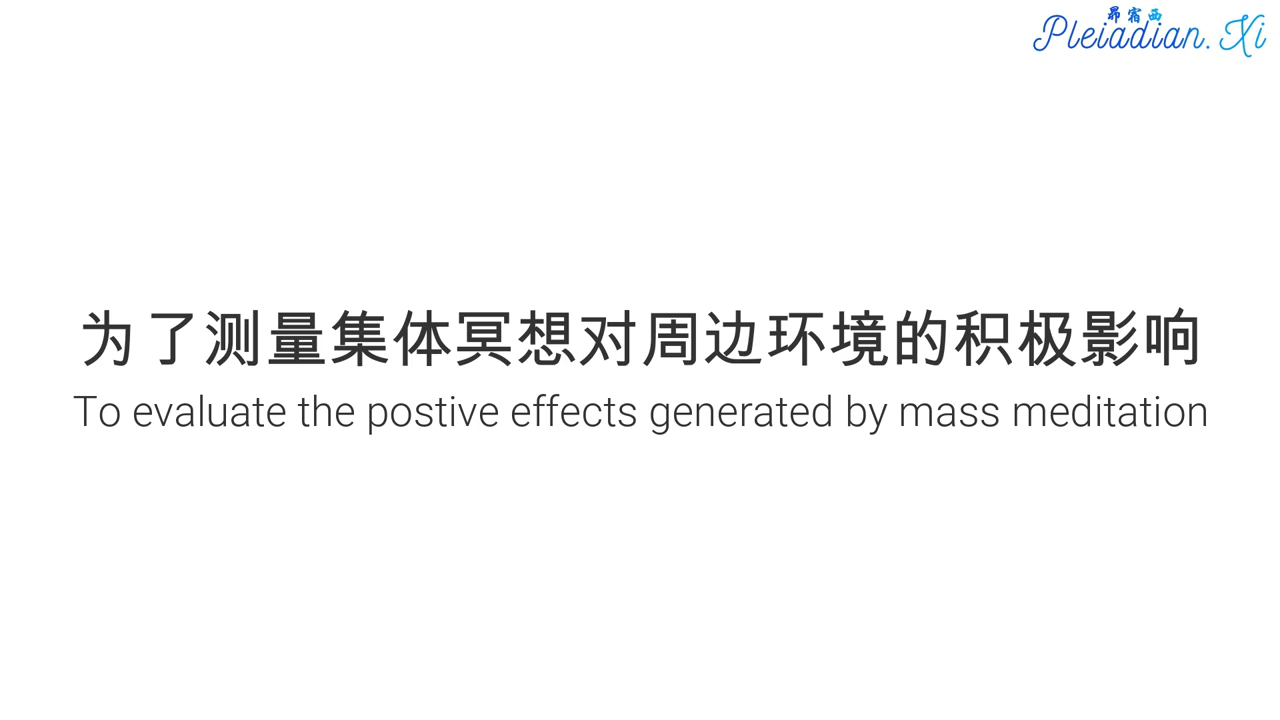 昴宿西
Pleiadian.Xi
为了测量集体冥想对周边环境的积极影响
To evaluate the postive effects generated by mass meditation